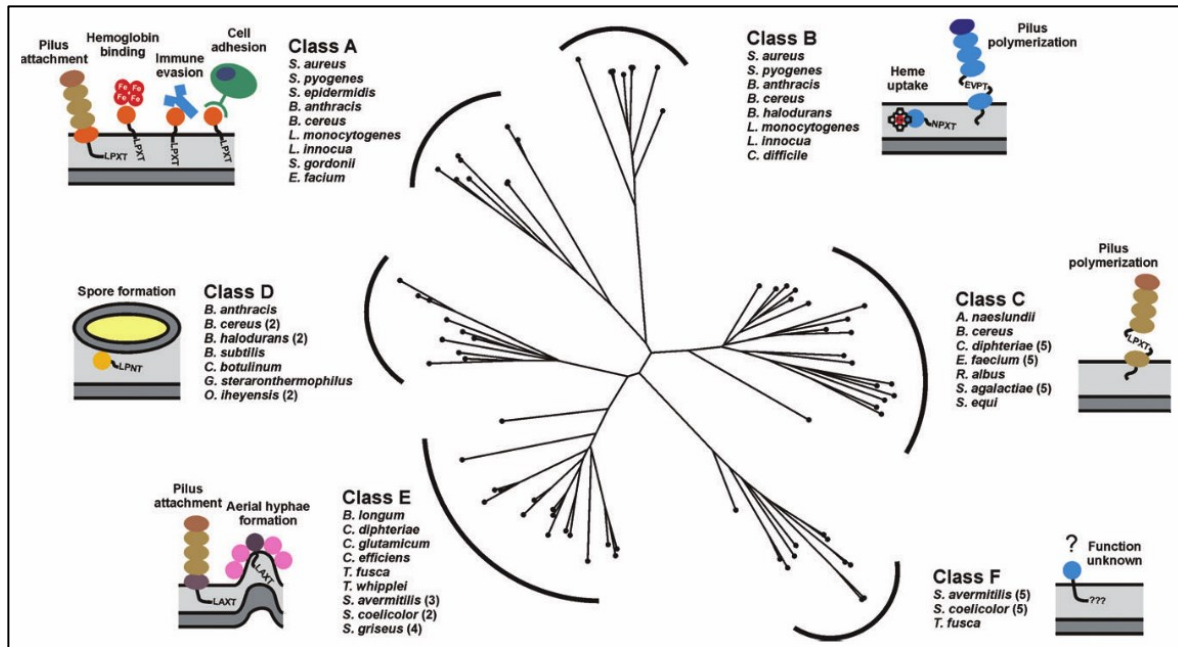 Pilus
attachment
Hemoglobin
binding
Fe Fe
Fe Fe
Immune
evasion
Cell
adhesion
LPXT
LPXT
LPXT
LPXT
Class A
S. aureus
S. pyogenes
S. epidermidis
B. anthracis
B. cereus
L. monocytogenes
L. innocua
S. gordonii
E. facium
Class B
S. aureus
S. pyogenes
B. anthracis
B. cereus
B. halodurans
L. monocytogenes
L. innocua
C. difficile
Pilus
polymerization
Heme
uptake
EVPT
NPXT
Spore formation
LPNT
Class D
B. anthracis
B. cereus (2)
B. halodurans (2)
B. subtilis
C. botulinum
G. steraronthermophilus
O. iheyensis (2)
Class C
A. naeslundii
B. cereus
C. diphteriae (5)
E. faecium (5)
R. albus
S. agalactiae (5)
S. equi
Pilus
polymerization
LPXT
Pilus
attachment
Aerial hyphae
formation
LAXT
LAXT
Class E
B. longum
C. diphteriae
C. glutamicum
C. efficiens
T. fusca
T. whipplei
S. avermitilis (3)
S. coelicolor (2)
S. griseus (4)
Class F
S. avermitilis (5)
S. coelicolor (5)
T. fusca
? Function
unknown
???